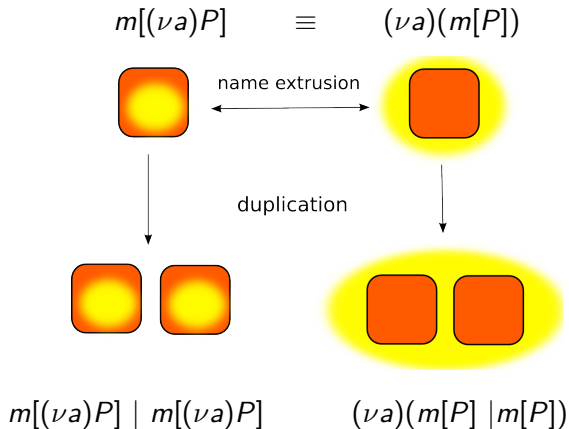 m[(νa)P] ≡ (νa)(m[P])
name extrusion
duplication
m[(νa)P] | m[(νa)P] (νa)(m[P] |m[P])